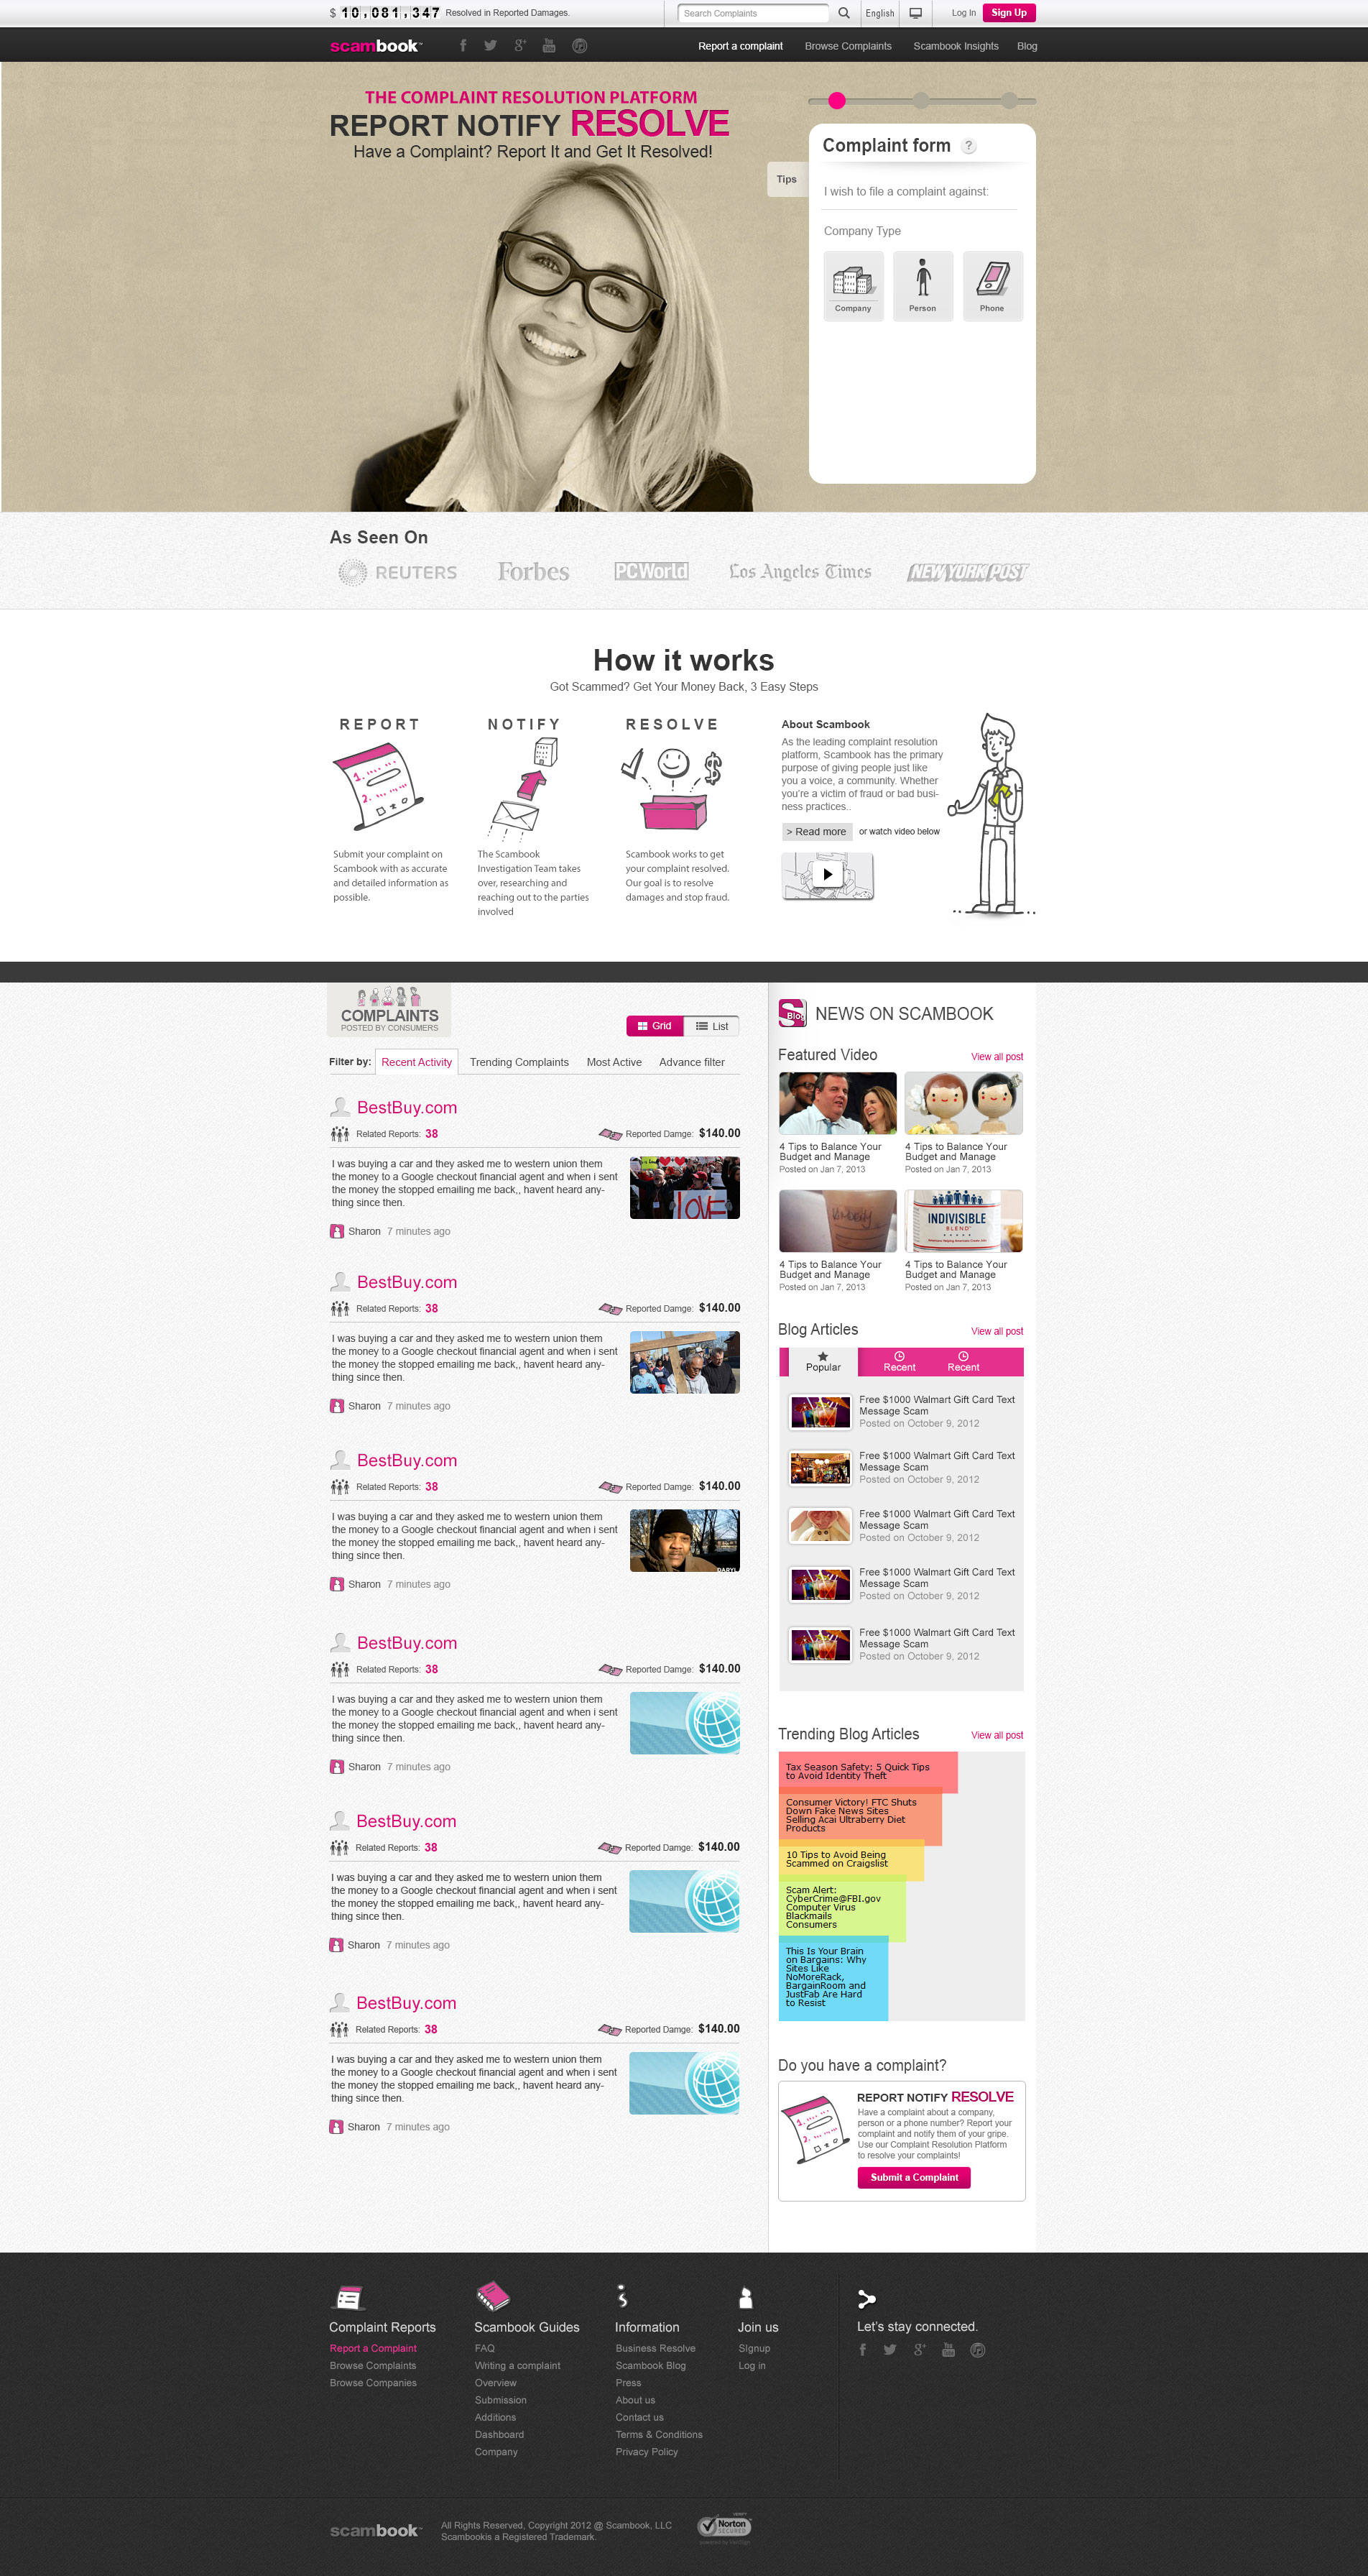 $ 10,081,347 Resolved in Reported Damages.
Search Complaints
English
Log In
Sign Up
scambook™
Report a complaint
Browse Complaints
Scambook Insights
Blog
THE COMPLAINT RESOLUTION PLATFORM
REPORT NOTIFY RESOLVE
Have a Complaint? Report It and Get It Resolved!
Complaint form ?
Tips
I wish to file a complaint against:
Company Type
Company
Person
Phone
As Seen On
REUTERS
Forbes
PCWorld
Los Angeles Times
NEW YORK POST
How it works
Got Scammed? Get Your Money Back, 3 Easy Steps
REPORT
Submit your complaint on
Scambook with as accurate
and detailed information as
possible.
NOTIFY
The Scambook
Investigation Team takes
over, researching and
reaching out to the parties
involved
RESOLVE
Scambook works to get
your complaint resolved.
Our goal is to resolve
damages and stop fraud.
About Scambook
As the leading complaint resolution
platform, Scambook has the primary
purpose of giving people just like
you a voice, a community. Whether
you're a victim of fraud or bad busi-
ness practices..
> Read more
or watch video below
COMPLAINTS
POSTED BY CONSUMERS
Grid
List
Filter by:
Recent Activity
Trending Complaints
Most Active
Advance filter
BestBuy.com
Related Reports: 38
Reported Damge: $140.00
I was buying a car and they asked me to western union them
the money to a Google checkout financial agent and when i sent
the money the stopped emailing me back,, havent heard any-
thing since then.
LOVE
Sharon 7 minutes ago
BestBuy.com
Related Reports: 38
Reported Damge: $140.00
I was buying a car and they asked me to western union them
the money to a Google checkout financial agent and when i sent
the money the stopped emailing me back,, havent heard any-
thing since then.
Sharon 7 minutes ago
BestBuy.com
Related Reports: 38
Reported Damge: $140.00
I was buying a car and they asked me to western union them
the money to a Google checkout financial agent and when i sent
the money the stopped emailing me back,, havent heard any-
thing since then.
DARYL
Sharon 7 minutes ago
BestBuy.com
Related Reports: 38
Reported Damge: $140.00
I was buying a car and they asked me to western union them
the money to a Google checkout financial agent and when i sent
the money the stopped emailing me back,, havent heard any-
thing since then.
Sharon 7 minutes ago
BestBuy.com
Related Reports: 38
Reported Damge: $140.00
I was buying a car and they asked me to western union them
the money to a Google checkout financial agent and when i sent
the money the stopped emailing me back,, havent heard any-
thing since then.
Sharon 7 minutes ago
BestBuy.com
Related Reports: 38
Reported Damge: $140.00
I was buying a car and they asked me to western union them
the money to a Google checkout financial agent and when i sent
the money the stopped emailing me back,, havent heard any-
thing since then.
Sharon 7 minutes ago
Blog
NEWS ON SCAMBOOK
Featured Video
View all post
4 Tips to Balance Your
Budget and Manage
Posted on Jan 7, 2013
4 Tips to Balance Your
Budget and Manage
Posted on Jan 7, 2013
INDIVISIBLE
BLEND
4 Tips to Balance Your
Budget and Manage
Posted on Jan 7, 2013
4 Tips to Balance Your
Budget and Manage
Posted on Jan 7, 2013
Blog Articles
View all post
Popular
Recent
Recent
Free $1000 Walmart Gift Card Text
Message Scam
Posted on October 9, 2012
Free $1000 Walmart Gift Card Text
Message Scam
Posted on October 9, 2012
Free $1000 Walmart Gift Card Text
Message Scam
Posted on October 9, 2012
Free $1000 Walmart Gift Card Text
Message Scam
Posted on October 9, 2012
Free $1000 Walmart Gift Card Text
Message Scam
Posted on October 9, 2012
Trending Blog Articles
View all post
Tax Season Safety: 5 Quick Tips
to Avoid Identity Theft
Consumer Victory! FTC Shuts
Down Fake News Sites
Selling Acai Ultraberry Diet
Products
10 Tips to Avoid Being
Scammed on Craigslist
Scam Alert:
CyberCrime@FBI.gov
Computer Virus
Blackmails
Consumers
This Is Your Brain
on Bargains: Why
Sites Like
NoMoreRack,
BargainRoom and
JustFab Are Hard
to Resist
Do you have a complaint?
REPORT NOTIFY RESOLVE
Have a complaint about a company,
person or a phone number? Report your
complaint and notify them of your gripe.
Use our Complaint Resolution Platform
to resolve your complaints!
Submit a Complaint
Complaint Reports
Report a Complaint
Browse Complaints
Browse Companies
Scambook Guides
FAQ
Writing a complaint
Overview
Submission
Additions
Dashboard
Company
Information
Business Resolve
Scambook Blog
Press
About us
Contact us
Terms & Conditions
Privacy Policy
Join us
SIgnup
Log in
Let's stay connected.
scambook™
All Rights Reserved, Copyright 2012 @ Scambook, LLC
Scambookis a Registered Trademark.
Norton
SECURED